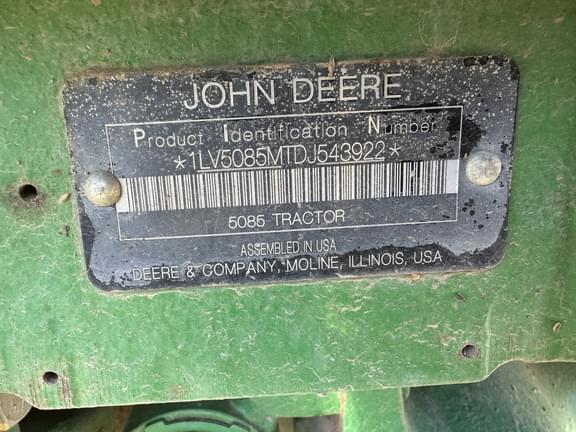 JOHN DEERE
Product Identification Number
*1LV5085MTDJ543922*
5085 TRACTOR
ASSEMBLED IN USA
DEERE & COMPANY, MOLINE, ILLINOIS, USA